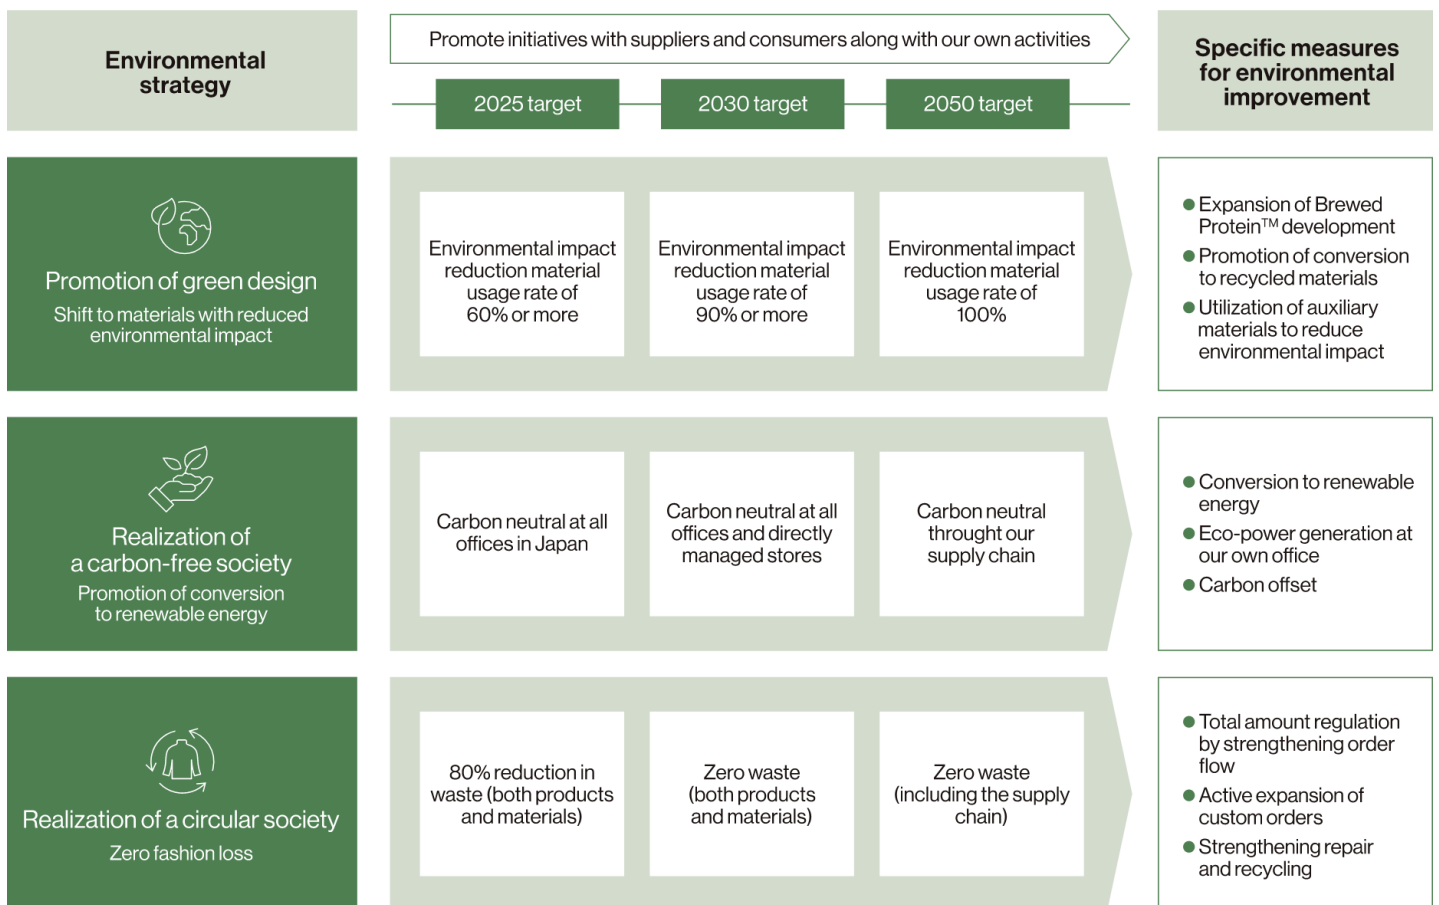 Environmental
strategy
Promote initiatives with suppliers and consumers along with our own activities
2025 target
2030 target
2050 target
Specific measures
for environmental
improvement
Promotion of green design
Shift to materials with reduced
environmental impact
Environmental impact
reduction material
usage rate of
60% or more
Environmental impact
reduction material
usage rate of
90% or more
Environmental impact
reduction material
usage rate of
100%
● Expansion of Brewed
Protein™ development
● Promotion of conversion
to recycled materials
● Utilization of auxiliary
materials to reduce
environmental impact
Realization of
a carbon-free society
Promotion of conversion
to renewable energy
Carbon neutral at all
offices in Japan
Carbon neutral at all
offices and directly
managed stores
Carbon neutral
throught our
supply chain
● Conversion to renewable
energy
● Eco-power generation at
our own office
● Carbon offset
Realization of a circular society
Zero fashion loss
80% reduction in
waste (both products
and materials)
Zero waste
(both products
and materials)
Zero waste
(including the supply
chain)
● Total amount regulation
by strengthening order
flow
● Active expansion of
custom orders
● Strengthening repair
and recycling